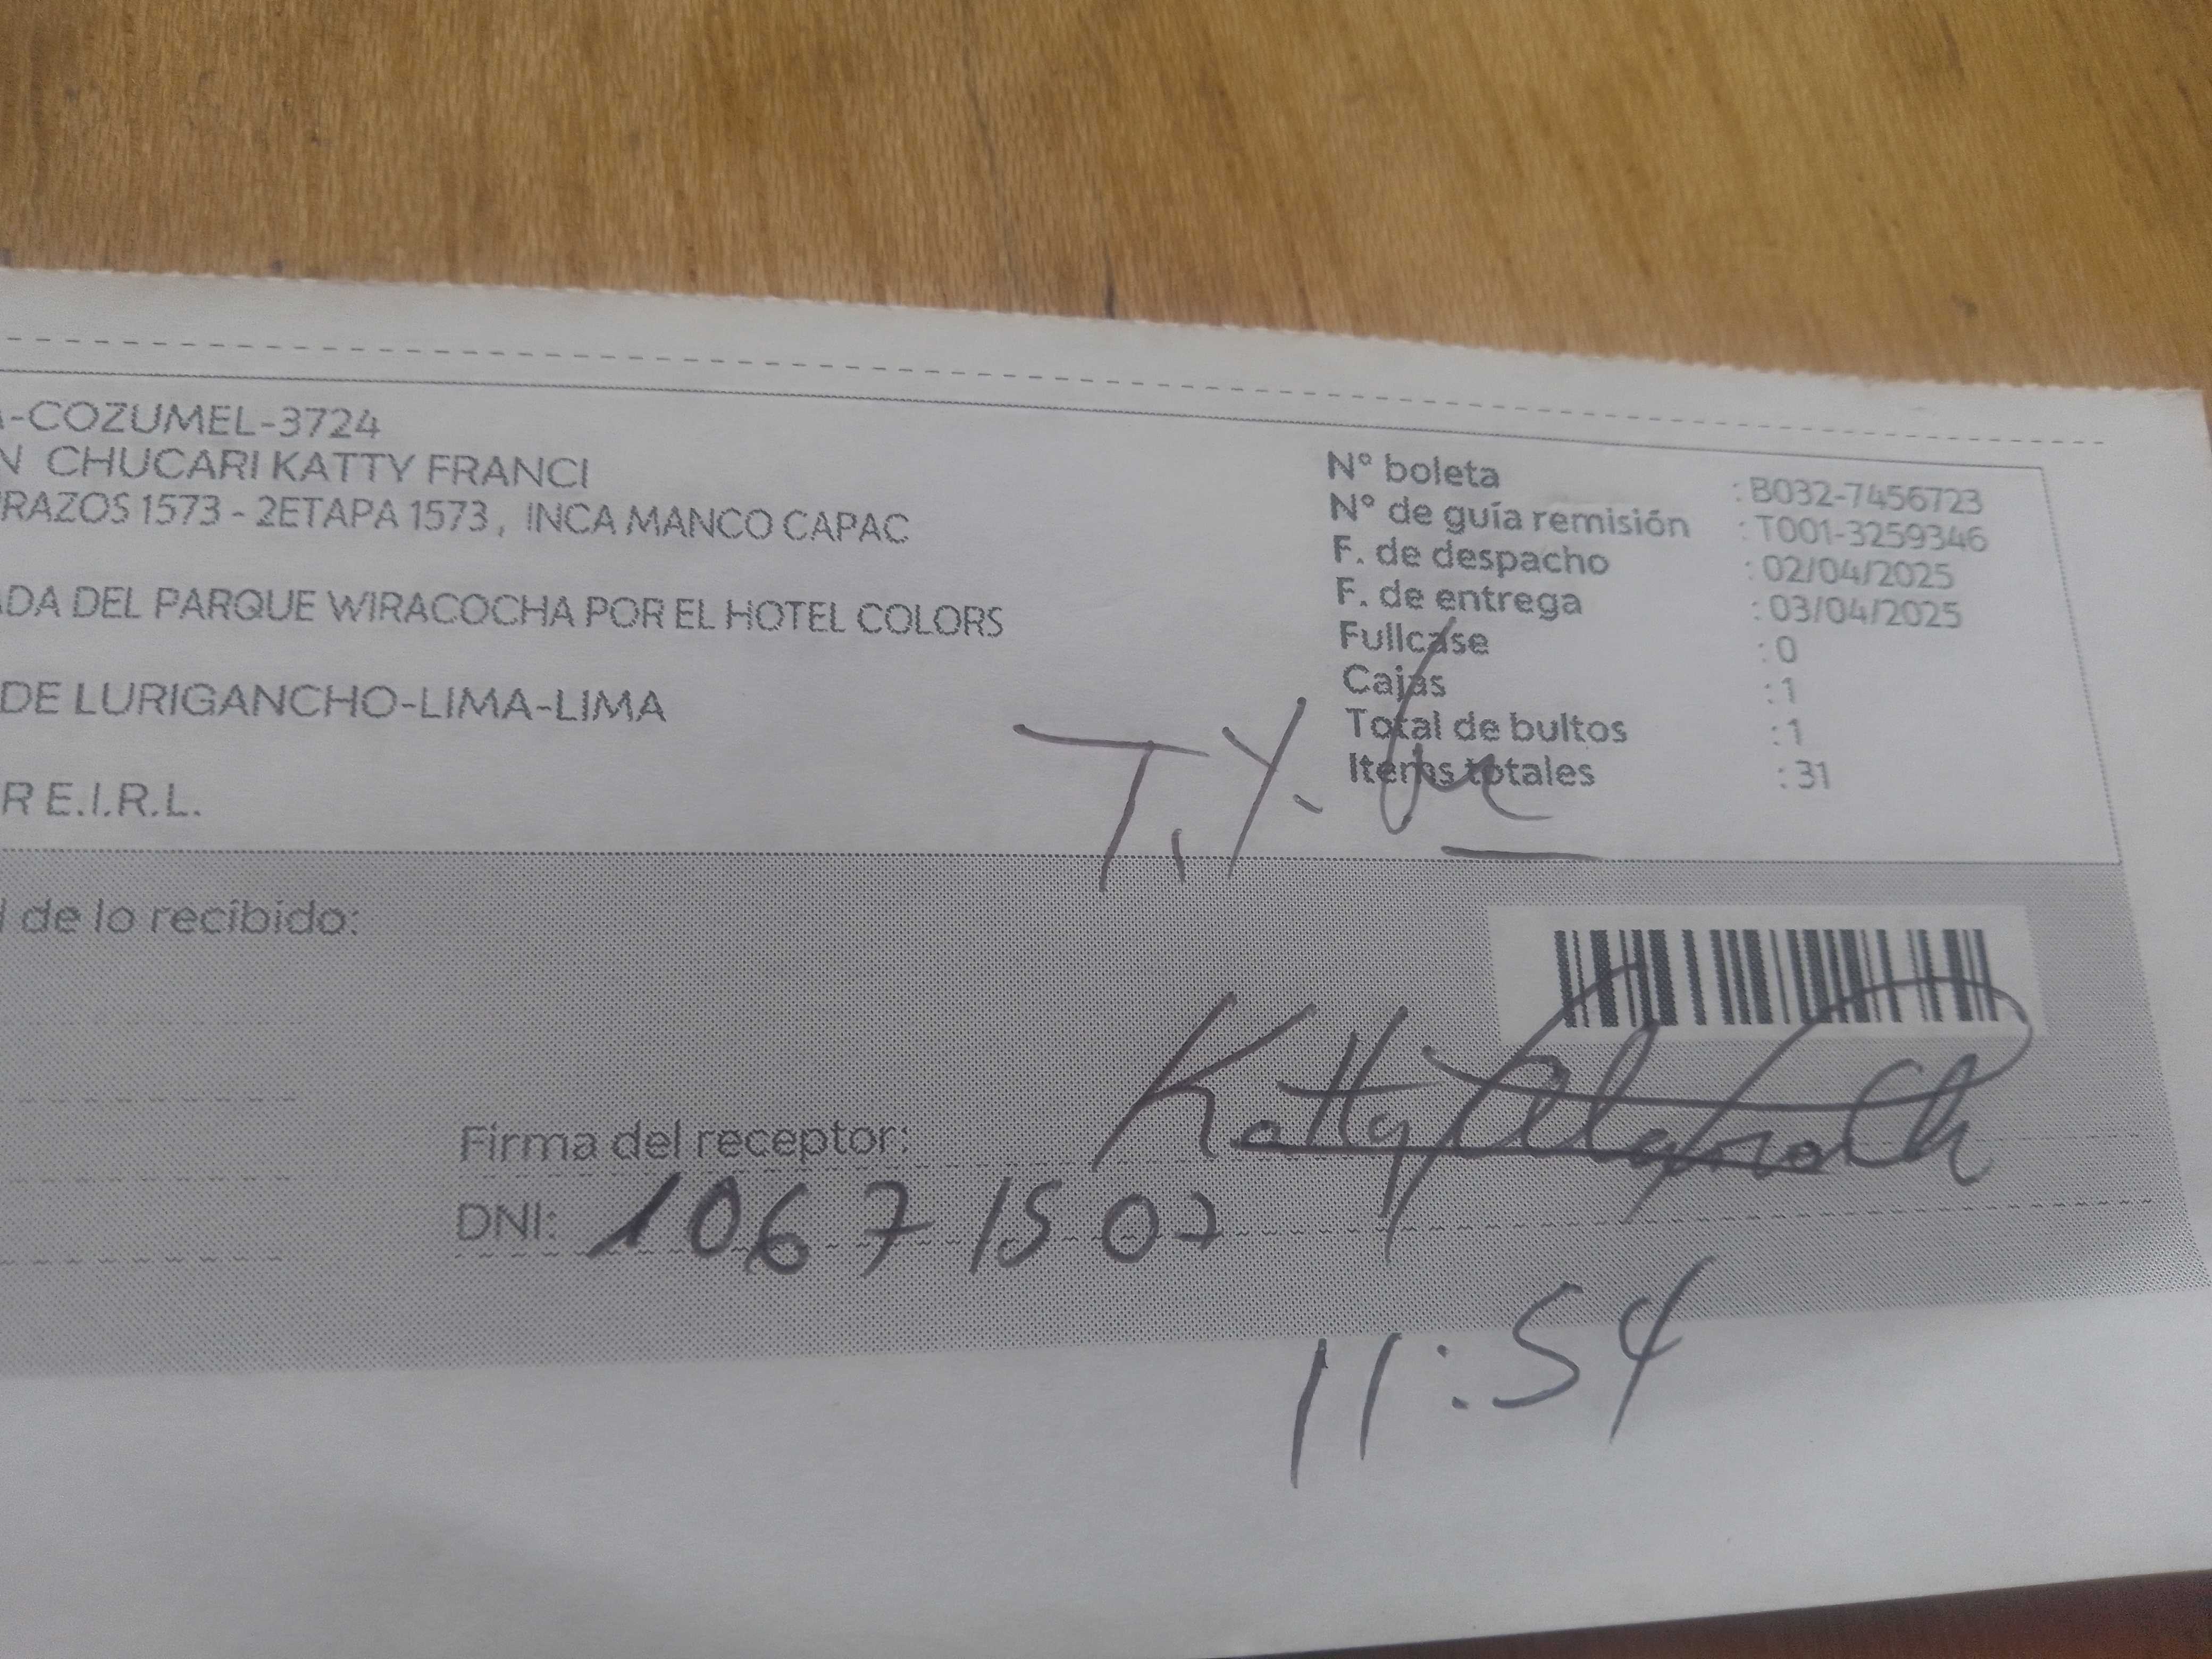 -COZUMEL-3724
N CHUCARI KATTY FRANCI
RAZOS 1573 - 2ETAPA 1573, INCA MANCO CAPAC
ADA DEL PARQUE WIRACOCHA POR EL HOTEL COLORS
DE LURIGANCHO-LIMA-LIMA
R E.I.R.L.
N° boleta : B032-7456723
N° de guía remisión : T001-3259346
F. de despacho : 02/04/2025
F. de entrega : 03/04/2025
Fullcase : 0
Cajas : 1
Total de bultos : 1
Items totales : 31
T.Y.
de lo recibido:
Firma del receptor: Katty
DNI: 10671507
11:54